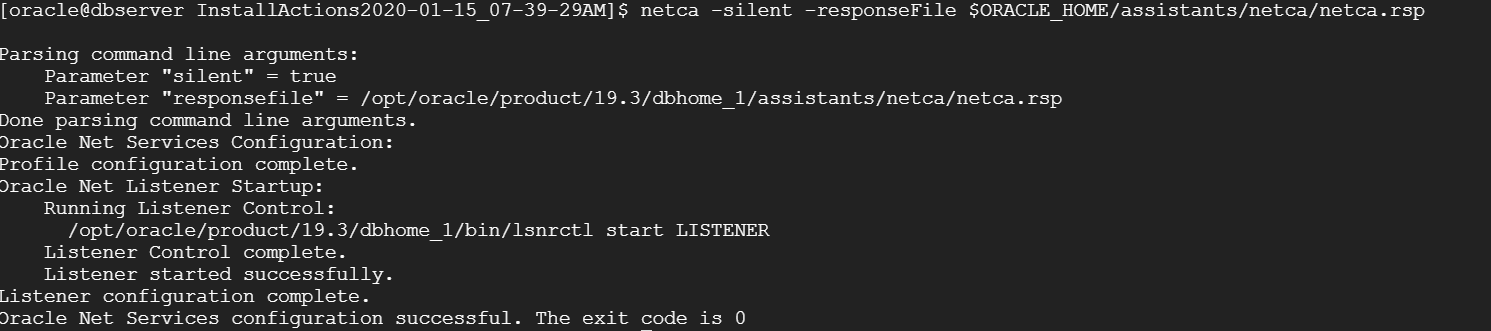 [oracle@dbserver InstallActions2020-01-15_07-39-29AM]$ netca -silent -responseFile $ORACLE_HOME/assistants/netca/netca.rsp
Parsing command line arguments:
    Parameter "silent" = true
    Parameter "responsefile" = /opt/oracle/product/19.3/dbhome_1/assistants/netca/netca.rsp
Done parsing command line arguments.
Oracle Net Services Configuration:
Profile configuration complete.
Oracle Net Listener Startup:
    Running Listener Control:
      /opt/oracle/product/19.3/dbhome_1/bin/lsnrctl start LISTENER
    Listener Control complete.
    Listener started successfully.
Listener configuration complete.
Oracle Net Services configuration successful. The exit code is 0